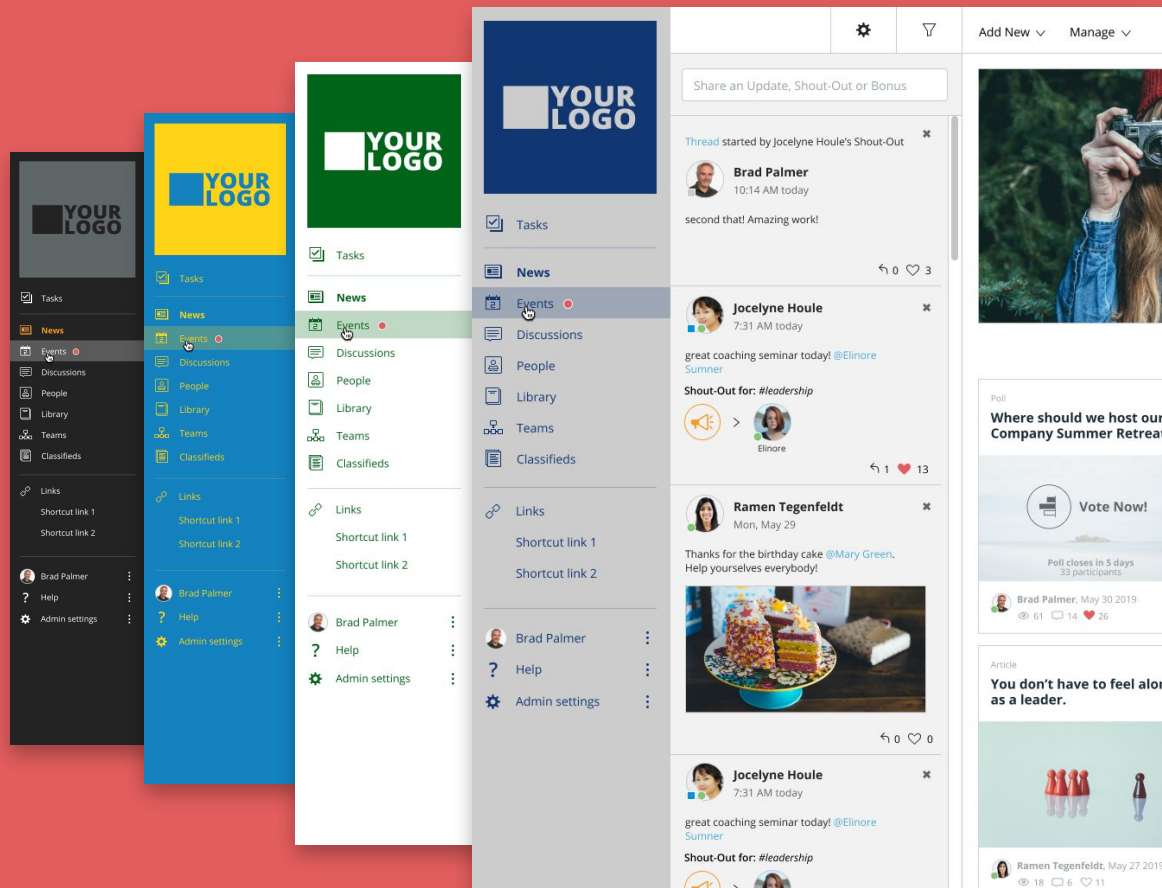 YOUR
LOGO
Tasks
News
Events
Discussions
People
Library
Teams
Classifieds
Links
Shortcut link 1
Shortcut link 2
Brad Palmer
Help
Admin settings
YOUR
LOGO
Tasks
News
Events
Discussions
People
Library
Teams
Classifieds
Links
Shortcut link 1
Shortcut link 2
Brad Palmer
Help
Admin settings
YOUR
LOGO
Tasks
News
Events
Discussions
People
Library
Teams
Classifieds
Links
Shortcut link 1
Shortcut link 2
Brad Palmer
Help
Admin settings
YOUR
LOGO
Tasks
News
Events
Discussions
People
Library
Teams
Classifieds
Links
Shortcut link 1
Shortcut link 2
Brad Palmer
Help
Admin settings
Share an Update, Shout-Out or Bonus
Thread started by Jocelyne Houle's Shout-Out
Brad Palmer
10:14 AM today
second that! Amazing work!
0 3
Jocelyne Houle
7:31 AM today
great coaching seminar today! @Elinore
Sumner
Shout-Out for: #leadership
Elinore
1 13
Ramen Tegenfeldt
Mon, May 29
Thanks for the birthday cake @Mary Green.
Help yourselves everybody!
0 0
Jocelyne Houle
7:31 AM today
great coaching seminar today! @Elinore
Sumner
Shout-Out for: #leadership
Add New Manage
Poll
Where should we host our
Company Summer Retreat
Vote Now!
Poll closes in 5 days
33 participants
Brad Palmer, May 30 2019
61 14 26
Article
You don't have to feel alon
as a leader.
Ramen Tegenfeldt, May 27 2019
18 6 11